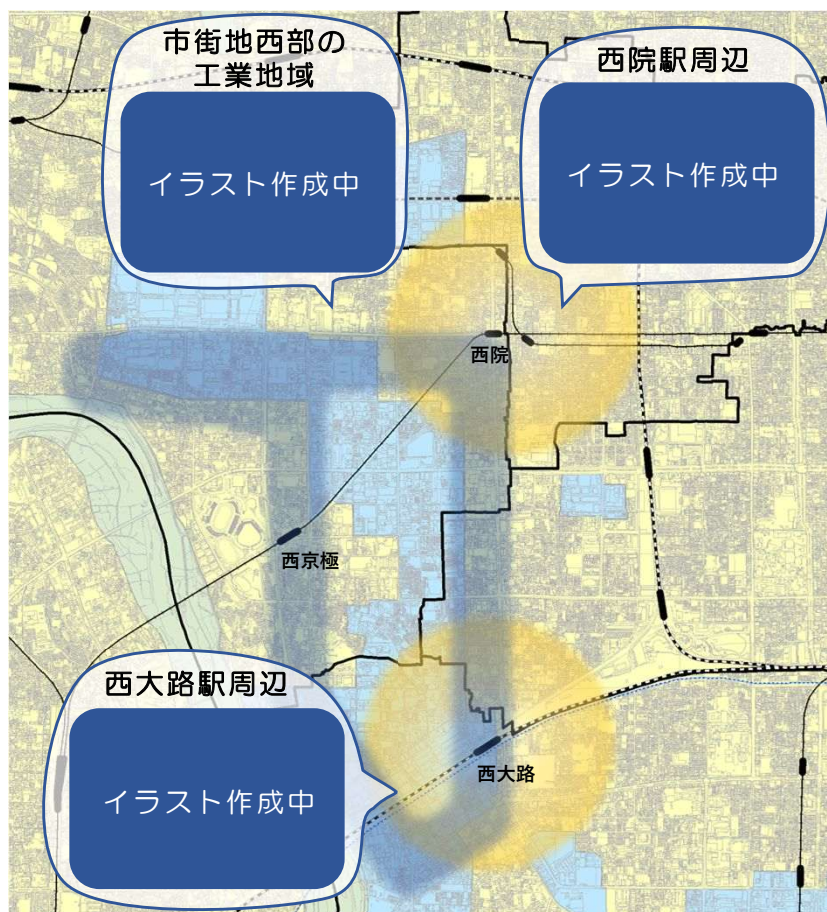 市街地西部の
工業地域
イラスト作成中
西院駅周辺
イラスト作成中
西院
西京極
西大路駅周辺
イラスト作成中
西大路